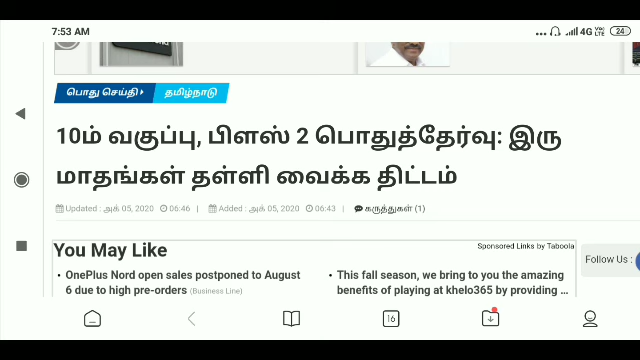 7:53 AM
... 4G Vo LTE 24
பொது செய்தி தமிழ்நாடு
10ம் வகுப்பு, பிளஸ் 2 பொதுத்தேர்வு: இரு
மாதங்கள் தள்ளி வைக்க திட்டம்
Updated : அக் 05, 2020 06:46 | Added : அக் 05, 2020 06:43 | கருத்துகள் (1)
You May Like
Sponsored Links by Taboola
Follow Us :
• OnePlus Nord open sales postponed to August
6 due to high pre-orders (Business Line)
• This fall season, we bring to you the amazing
benefits of playing at khelo365 by providing ...
16